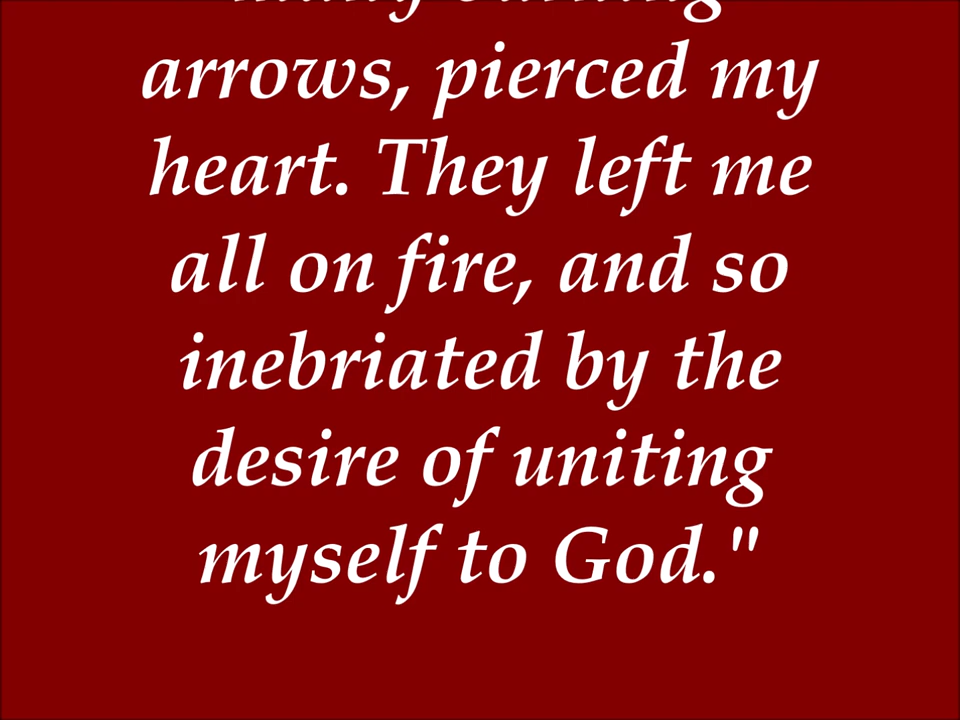 arrows, pierced my
heart. They left me
all on fire, and so
inebriated by the
desire of uniting
myself to God."